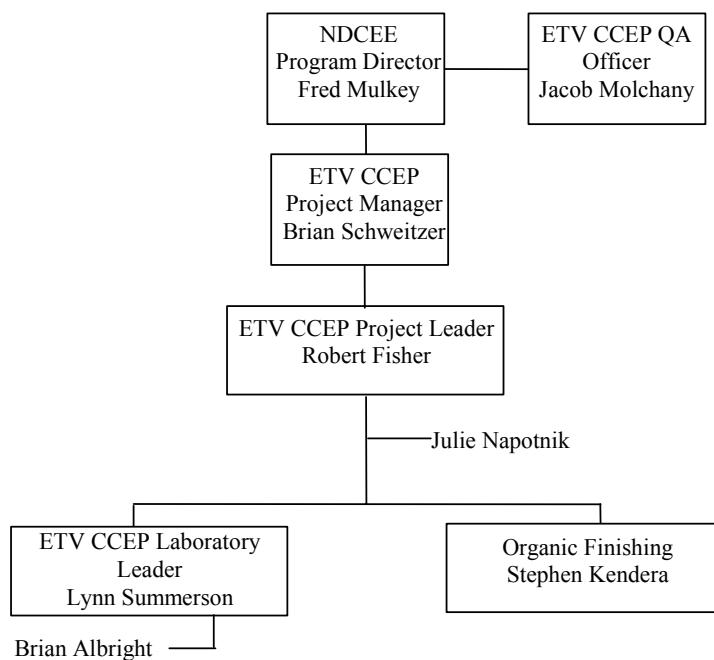 NDCEE
Program Director
Fred Mulkey
ETV CCEP QA
Officer
Jacob Molchany
ETV CCEP
Project Manager
Brian Schweitzer
ETV CCEP Project Leader
Robert Fisher
Julie Napotnik
ETV CCEP Laboratory
Leader
Lynn Summerson
Organic Finishing
Stephen Kendera
Brian Albright